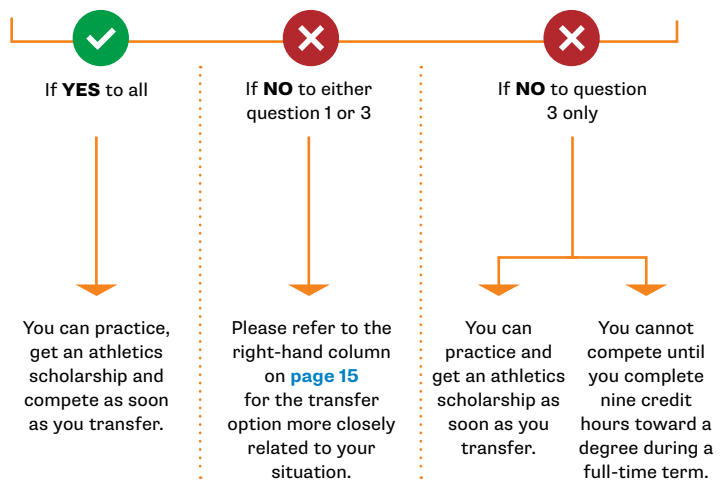 If YES to all
If NO to either
question 1 or 3
If NO to question
3 only
You can practice,
get an athletics
scholarship and
compete as soon
as you transfer.
Please refer to the
right-hand column
on page 15
for the transfer
option more closely
related to your
situation.
You can
practice and
get an athletics
scholarship as
soon as you
transfer.
You cannot
compete until
you complete
nine credit
hours toward a
degree during a
full-time term.